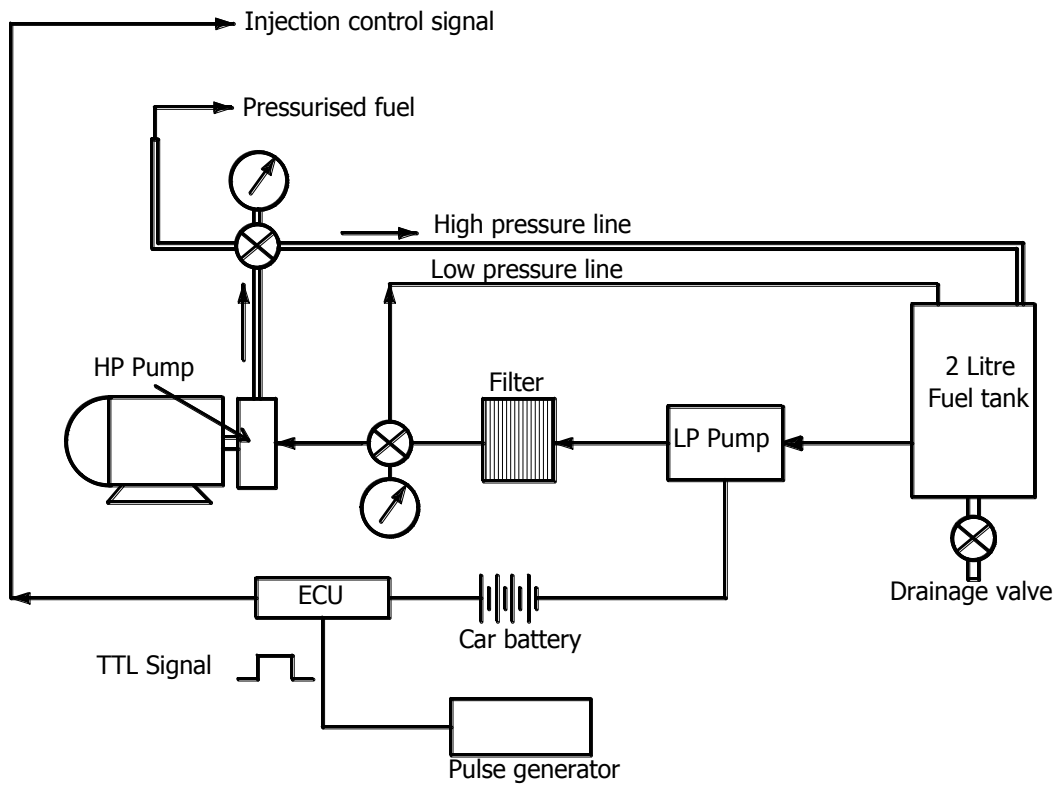 Injection control signal
Pressurised fuel
High pressure line
Low pressure line
HP Pump
Filter
2 Litre
Fuel tank
LP Pump
ECU
Drainage valve
Car battery
TTL Signal
Pulse generator